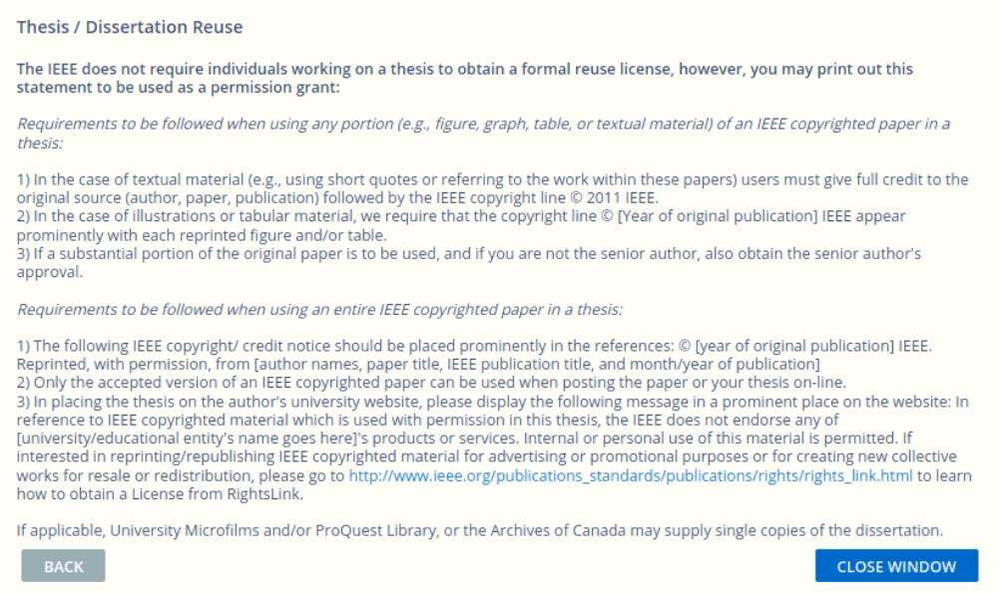 Thesis / Dissertation Reuse
The IEEE does not require individuals working on a thesis to obtain a formal reuse license, however, you may print out this
statement to be used as a permission grant:
Requirements to be followed when using any portion (e.g., figure, graph, table, or textual material) of an IEEE copyrighted paper in a
thesis:
1) In the case of textual material (e.g., using short quotes or referring to the work within these papers) users must give full credit to the
original source (author, paper, publication) followed by the IEEE copyright line © 2011 IEEE.
2) In the case of illustrations or tabular material, we require that the copyright line © [Year of original publication] IEEE appear
prominently with each reprinted figure and/or table.
3) If a substantial portion of the original paper is to be used, and if you are not the senior author, also obtain the senior author's
approval.
Requirements to be followed when using an entire IEEE copyrighted paper in a thesis:
1) The following IEEE copyright/ credit notice should be placed prominently in the references: © [year of original publication] IEEE.
Reprinted, with permission, from [author names, paper title, IEEE publication title, and month/year of publication]
2) Only the accepted version of an IEEE copyrighted paper can be used when posting the paper or your thesis on-line.
3) In placing the thesis on the author's university website, please display the following message in a prominent place on the website: In
reference to IEEE copyrighted material which is used with permission in this thesis, the IEEE does not endorse any of
[university/educational entity's name goes here]'s products or services. Internal or personal use of this material is permitted. If
interested in reprinting/republishing IEEE copyrighted material for advertising or promotional purposes or for creating new collective
works for resale or redistribution, please go to http://www.ieee.org/publications_standards/publications/rights/rights_link.html to learn
how to obtain a License from RightsLink.
If applicable, University Microfilms and/or ProQuest Library, or the Archives of Canada may supply single copies of the dissertation.
BACK
CLOSE WINDOW